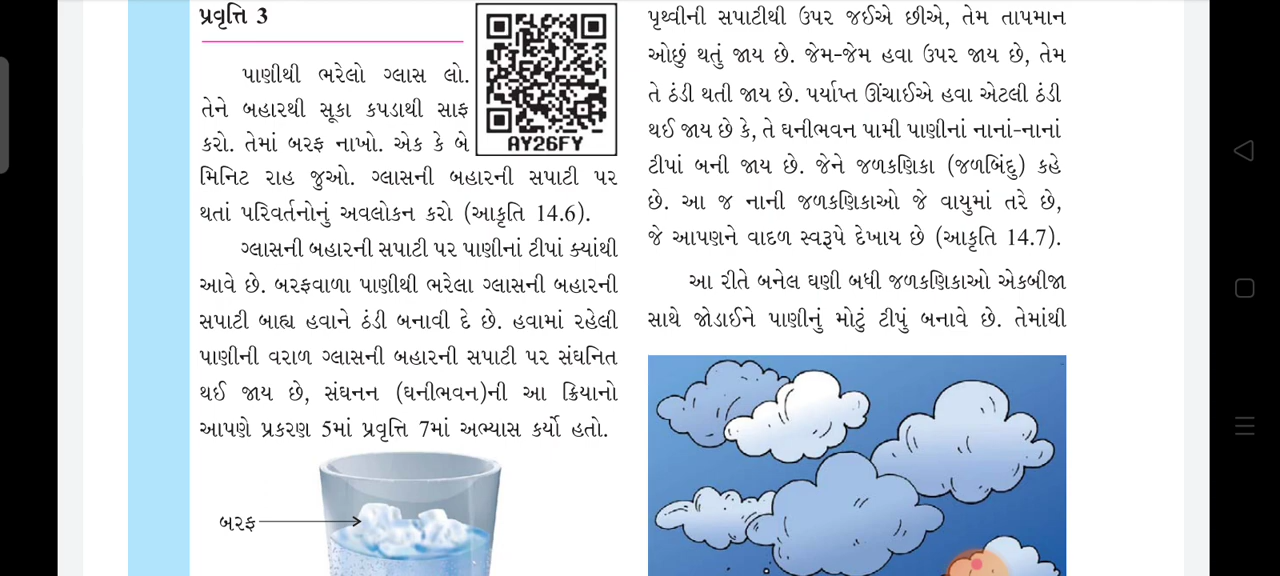 પ્રવૃત્તિ 3
પાણીથી ભરેલો ગ્લાસ લો.
તેને બહારથી સૂકા કપડાથી સાફ
કરો. તેમાં બરફ નાખો. એક કે બે
મિનિટ રાહ જુઓ. ગ્લાસની બહારની સપાટી પર
થતાં પરિવર્તનોનું અવલોકન કરો (આકૃતિ 14.6).
AY26FY
ગ્લાસની બહારની સપાટી પર પાણીનાં ટીપાં ક્યાંથી
આવે છે. બરફવાળા પાણીથી ભરેલા ગ્લાસની બહારની
સપાટી બાહ્ય હવાને ઠંડી બનાવી દે છે. હવામાં રહેલી
પાણીની વરાળ ગ્લાસની બહારની સપાટી પર સંઘનિત
થઈ જાય છે, સંઘનન (ઘનીભવન)ની આ ક્રિયાનો
આપણે પ્રકરણ 5માં પ્રવૃત્તિ 7માં અભ્યાસ કર્યો હતો.
બરફ
પૃથ્વીની સપાટીથી ઉપર જઈએ છીએ, તેમ તાપમાન
ઓછું થતું જાય છે. જેમ-જેમ હવા ઉપર જાય છે, તેમ
તે ઠંડી થતી જાય છે. પર્યાપ્ત ઊંચાઈએ હવા એટલી ઠંડી
થઈ જાય છે કે, તે ઘનીભવન પામી પાણીનાં નાનાં-નાનાં
ટીપાં બની જાય છે. જેને જળકણિકા (જળબિંદુ) કહે
છે. આ જ નાની જળકણિકાઓ જે વાયુમાં તરે છે,
જે આપણને વાદળ સ્વરૂપે દેખાય છે (આકૃતિ 14.7).
આ રીતે બનેલ ઘણી બધી જળકણિકાઓ એકબીજા
સાથે જોડાઈને પાણીનું મોટું ટીપું બનાવે છે. તેમાંથી